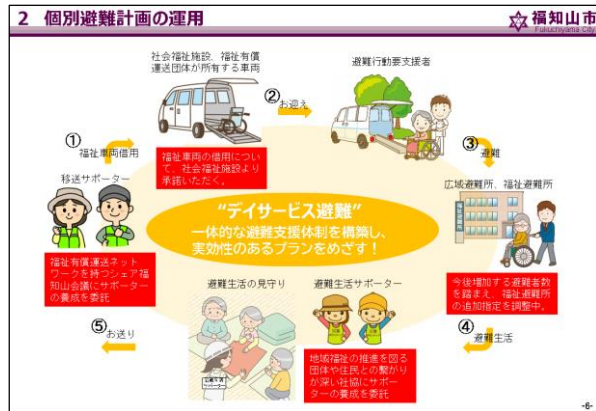 2 個別避難計画の運用
福知山市
Fukuchiyama City
社会福祉施設、福祉有償
運送団体が所有する車両
避難行動要支援者
②お迎え
①
福祉車両借用
移送サポーター
福祉車両の借用につい
て、社会福祉施設より
承諾いただく。
③
避難
広域避難所、福祉避難所
“デイサービス避難”
一体的な避難支援体制を構築し、
実効性のあるプランをめざす！
福祉有償運送ネット
ワークを持つシェア福
知山会議にサポーター
の養成を委託
避難生活の見守り
避難生活サポーター
今後増加する避難者数
を踏まえ、福祉避難所
の追加指定を調整中。
⑤お送り
④
避難生活
地域福祉の推進を図る
団体や住民との繋がり
が深い社協にサポー
ターの養成を委託
-6-